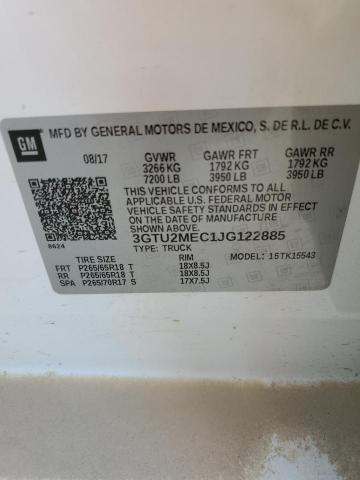 GM
MFD BY GENERAL MOTORS DE MEXICO, S. DE R.L. DE C.V.
08/17 GVWR GAWR FRT GAWR RR
3266 KG 1792 KG 1792 KG
7200 LB 3950 LB 3950 LB
THIS VEHICLE CONFORMS TO ALL
APPLICABLE U.S. FEDERAL MOTOR
VEHICLE SAFETY STANDARDS IN
EFFECT ON THE DATE OF MANUFACTURE
SHOWN ABOVE.
3GTU2MEC1JG122885
8624 TYPE: TRUCK
TIRE SIZE RIM MODEL: 15TK15543
FRT P265/65R18 T 18X8.5J
RR P265/65R18 T 18X8.5J
SPA P265/70R17 S 17X7.5J